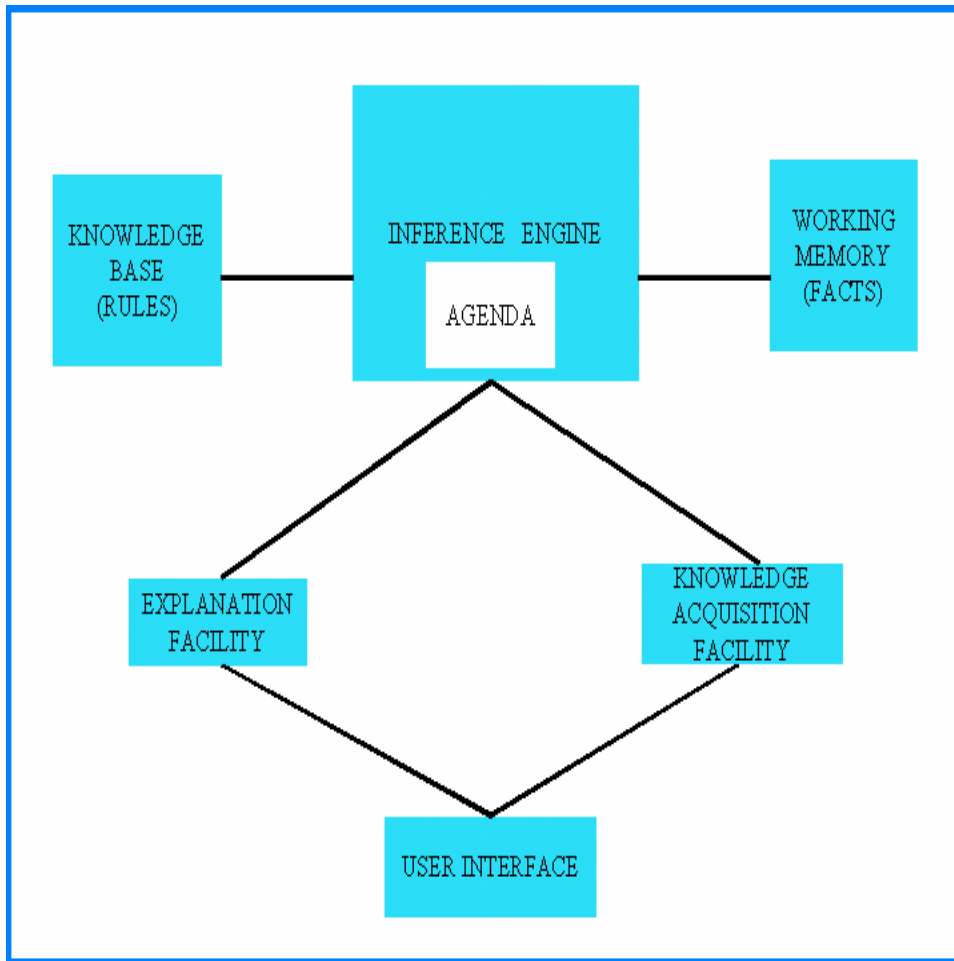 KNOWLEDGE
BASE
(RULES)
INFERENCE ENGINE
AGENDA
WORKING
MEMORY
(FACTS)
EXPLANATION
FACILITY
KNOWLEDGE
ACQUISITION
FACILITY
USER INTERFACE